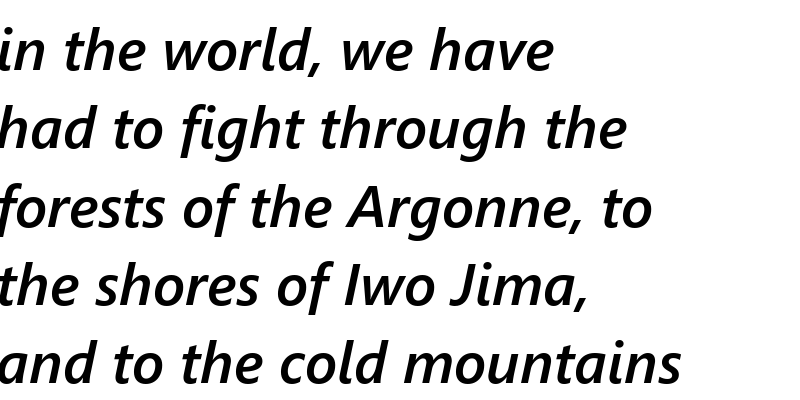 in the world, we have
had to fight through the
forests of the Argonne, to
the shores of Iwo Jima,
and to the cold mountains